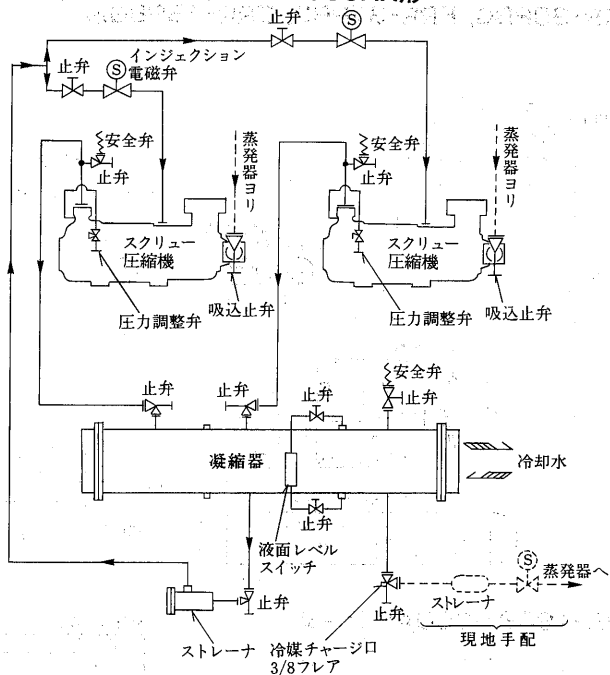 止弁
Ⓢ
インジェクション
電磁弁
Ⓢ
止弁
安全弁
止弁
蒸発器ヨリ
スクリュー
圧縮機
圧力調整弁
吸込止弁
安全弁
止弁
蒸発器ヨリ
スクリュー
圧縮機
圧力調整弁
吸込止弁
止弁
止弁
止弁
安全弁
止弁
凝縮器
冷却水
止弁
液面レベル
スイッチ
止弁
ストレーナ
止弁
冷媒チャージ口
3/8フレア
ストレーナ
Ⓢ
蒸発器へ
現地手配